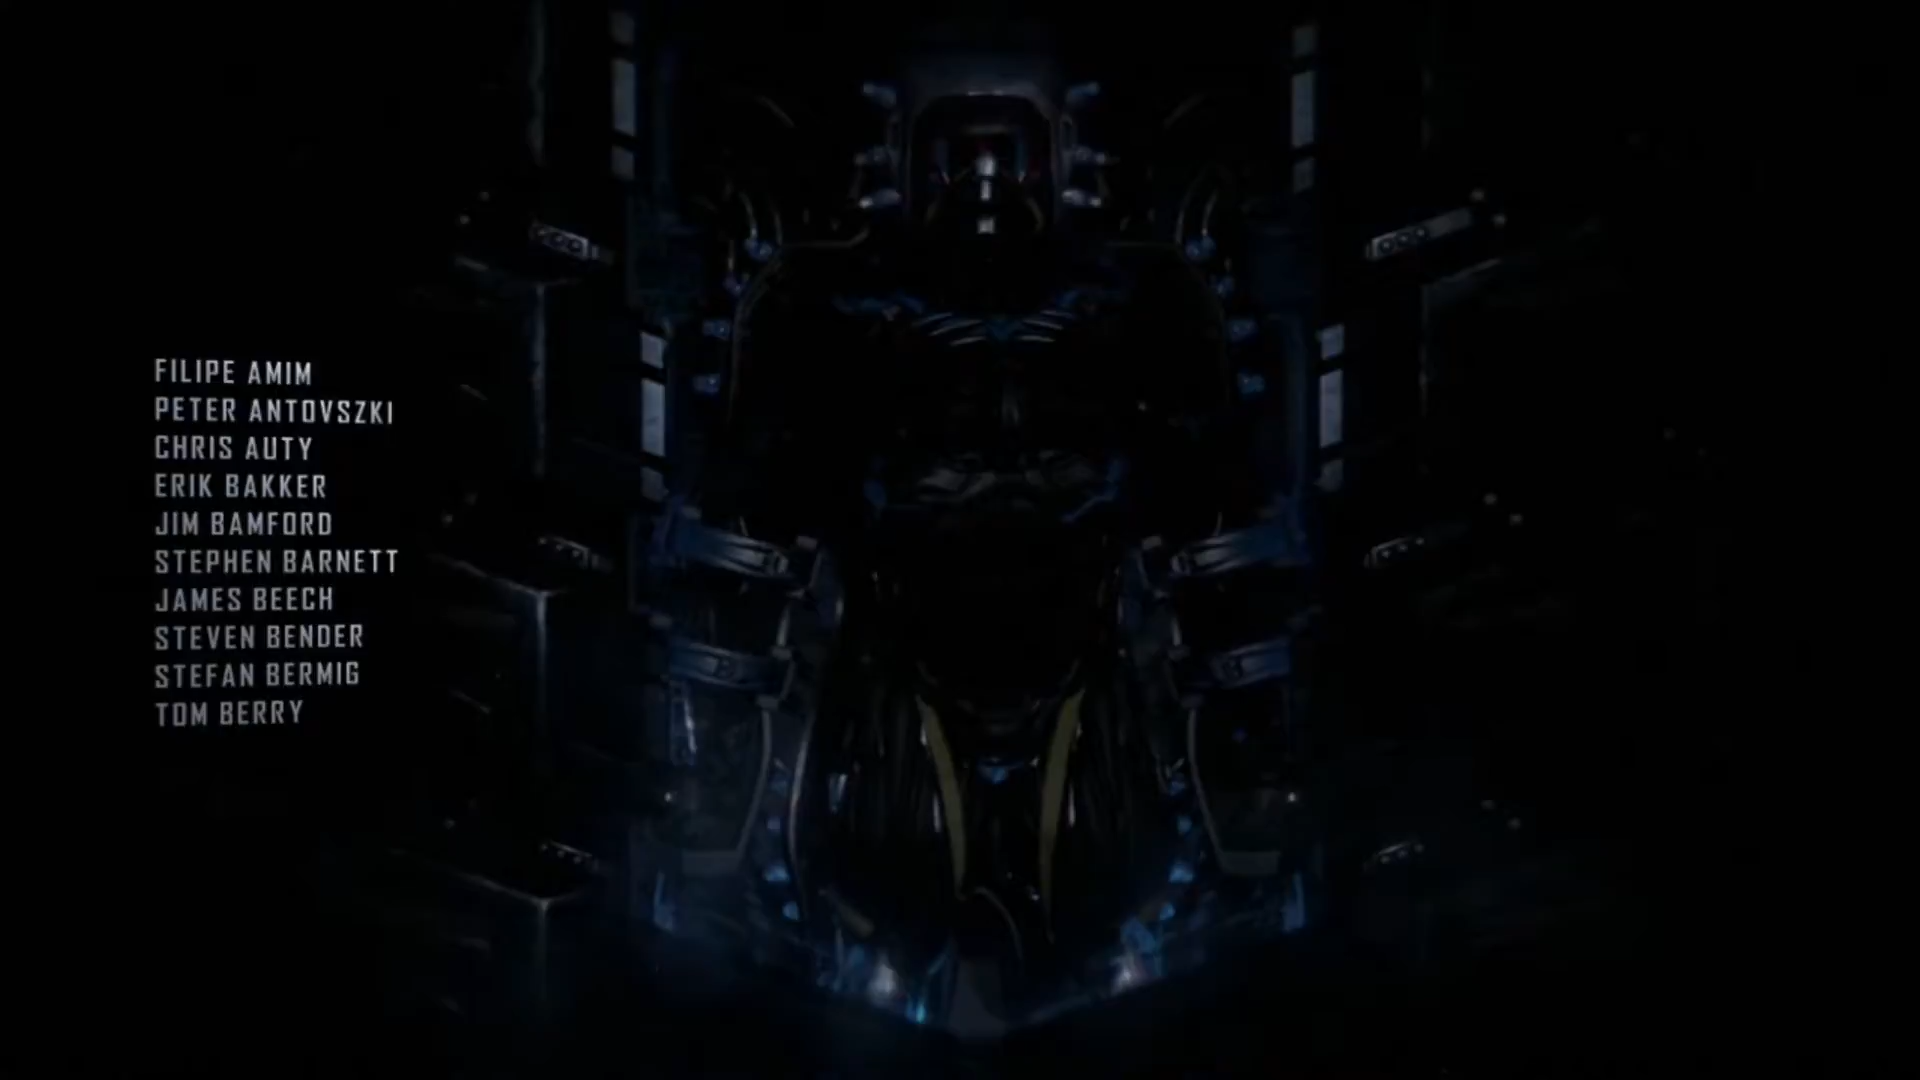 FILIPE AMIM
PETER ANTOVSZKI
CHRIS AUTY
ERIK BAKKER
JIM BAMFORD
STEPHEN BARNETT
JAMES BEECH
STEVEN BENDER
STEFAN BERMIG
TOM BERRY